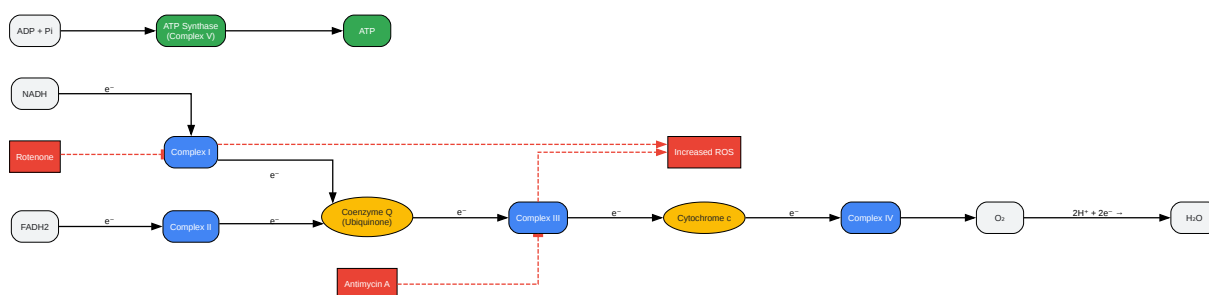 ADP + Pi
ATP Synthase
(Complex V)
ATP
NADH
e⁻
Rotenone
Complex I
e⁻
Increased ROS
FADH2
e⁻
Complex II
e⁻
Coenzyme Q
(Ubiquinone)
e⁻
Complex III
e⁻
Cytochrome c
e⁻
Complex IV
O₂
2H⁺ + 2e⁻ →
H₂O
Antimycin A